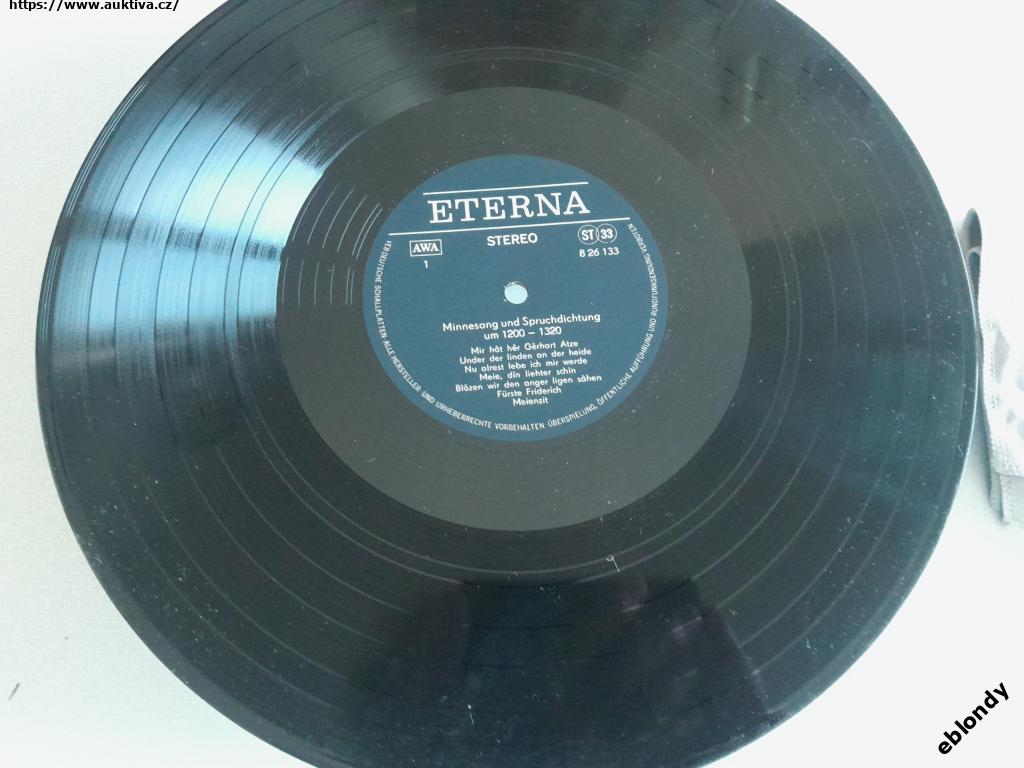 https://www.auktiva.cz/
ETERNA
AWA
STEREO
ST 33
1
8 26 133
Minnesang und Spruchdichtung
um 1200 – 1320
Mir hât hêr Gêrhart Atze
Under der linden an der heide
Nu alrest lebe ich mir werde
Meie, dîn liehter schîn
Blôzen wir den anger ligen sâhen
Fürste Friderich
Meienzît
VEB DEUTSCHE SCHALLPLATTEN · ALLE HERSTELLER UND URHEBERRECHTE VORBEHALTEN ÜBERSPIELUNG, ÖFFENTLICHE AUFFÜHRUNG UND RUNDFUNKSENDUNG VERBOTEN
eblondy